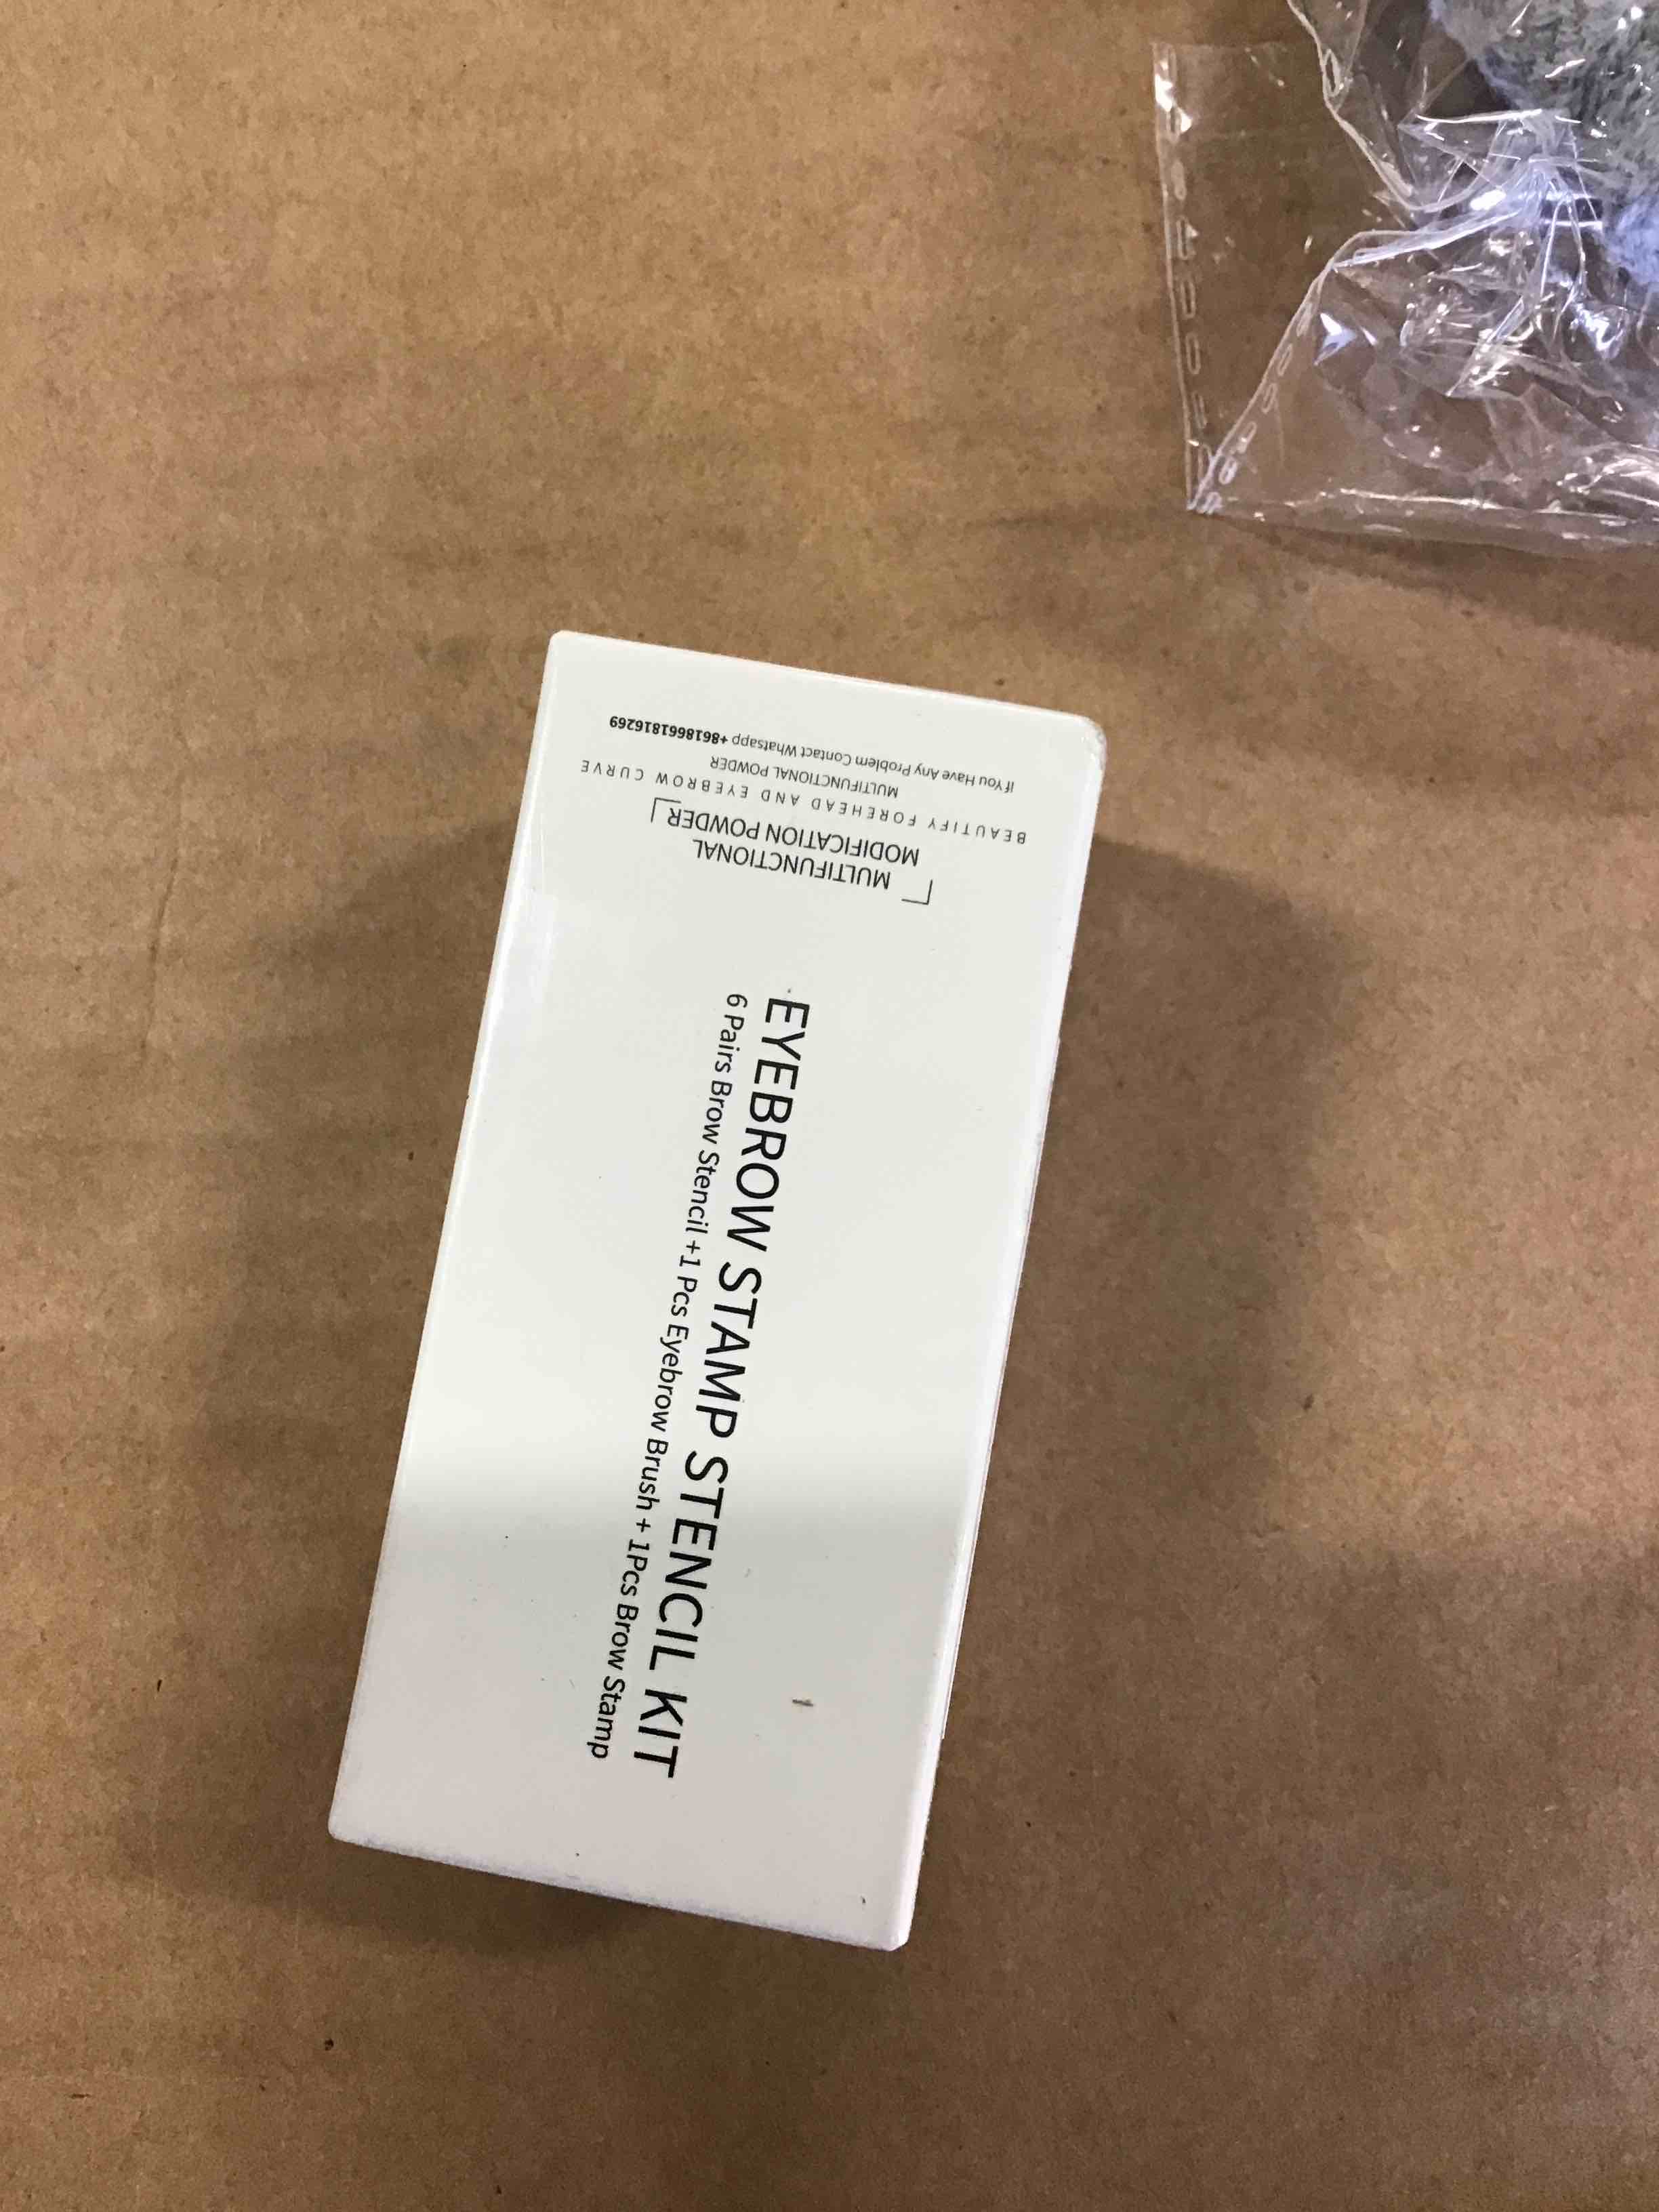 EYEBROW STAMP STENCIL KIT
6 Pairs Brow Stencil +1 Pcs Eyebrow Brush + 1Pcs Brow Stamp
MULTIFUNCTIONAL
MODIFICATION POWDER
BEAUTIFY FOREHEAD AND EYEBROW CURVE
MULTIFUNCTIONAL POWDER
If You Have Any Problem Contact Whatsapp +8618661816269